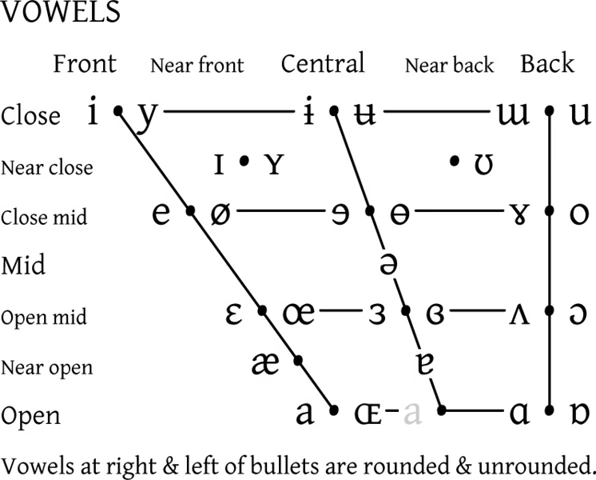 VOWELS
Front Near front Central Near back Back
Close i y ɨ ʉ ɯ u
Near close ɪ ʏ ʊ
Close mid e ø ɘ ɵ ɤ o
Mid ə
Open mid ɛ œ ɜ ɞ ʌ ɔ
Near open æ ɐ
Open a ɶ a ɑ ɒ
Vowels at right & left of bullets are rounded & unrounded.